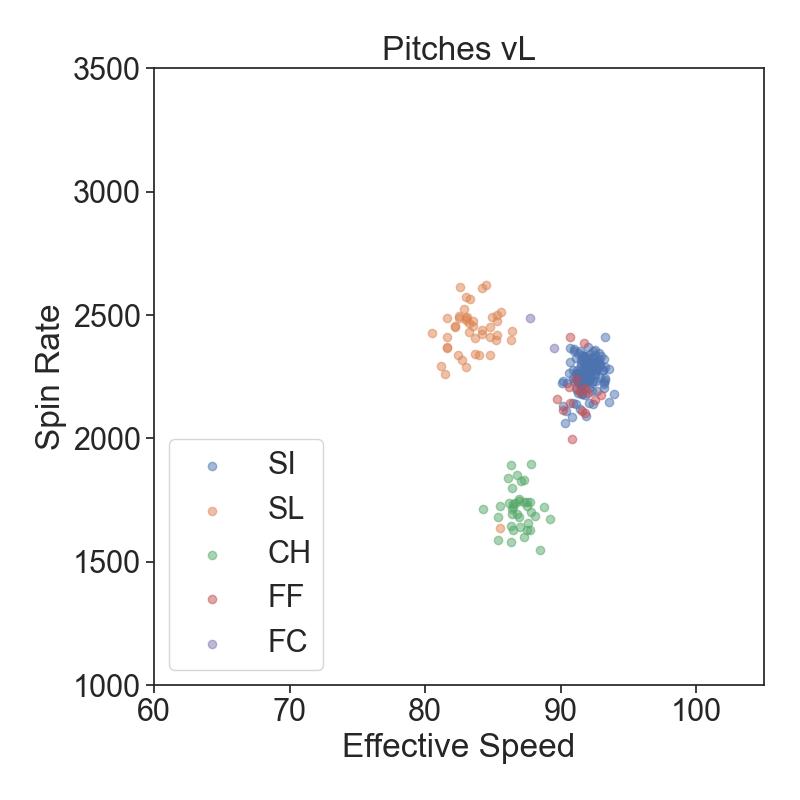 Pitches vL
3500
3000
2500
2000
1500
1000
Spin Rate
SI
SL
CH
FF
FC
60 70 80 90 100
Effective Speed